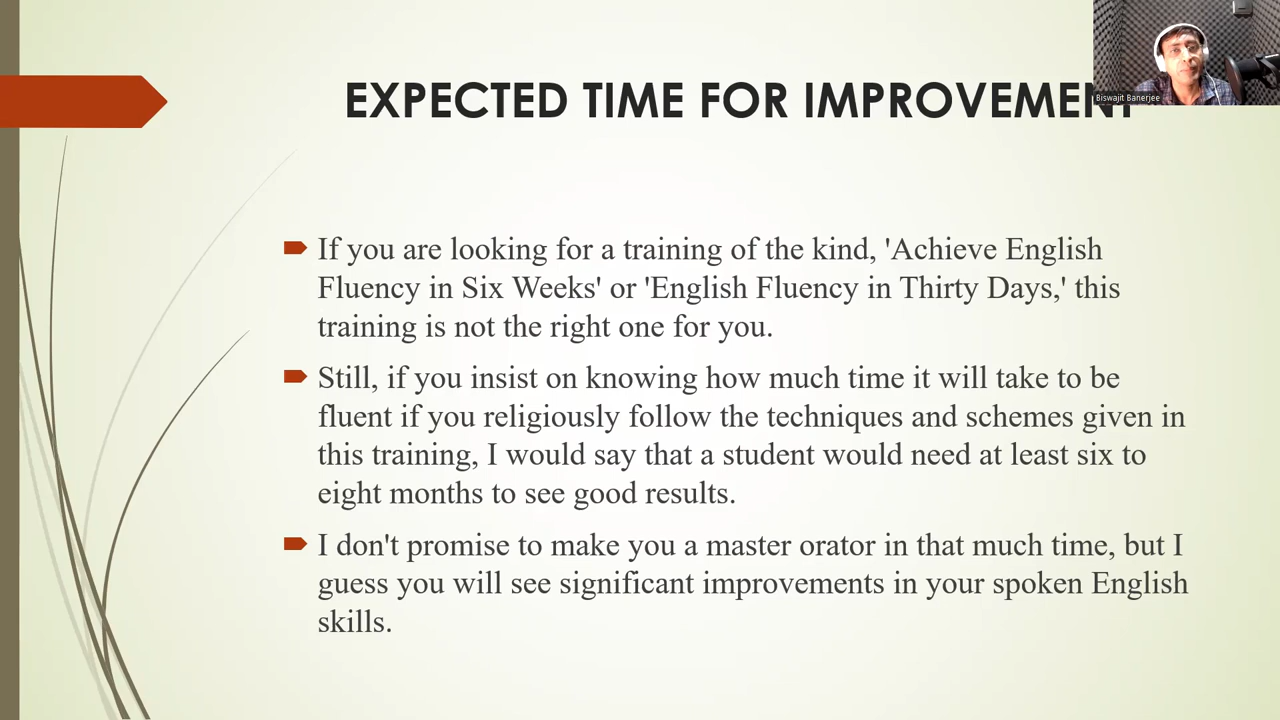 EXPECTED TIME FOR IMPROVEMENT
Biswajit Banerjee
If you are looking for a training of the kind, 'Achieve English
Fluency in Six Weeks' or 'English Fluency in Thirty Days,' this
training is not the right one for you.
Still, if you insist on knowing how much time it will take to be
fluent if you religiously follow the techniques and schemes given in
this training, I would say that a student would need at least six to
eight months to see good results.
I don't promise to make you a master orator in that much time, but I
guess you will see significant improvements in your spoken English
skills.